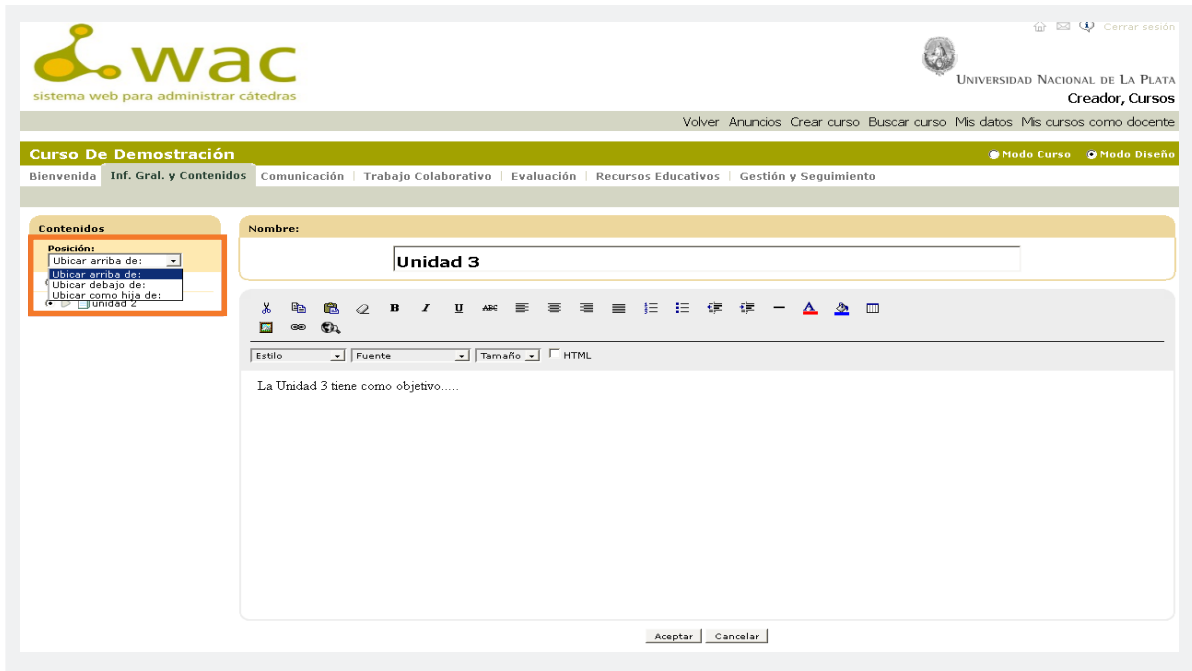 Cerrar sesión
wac
sistema web para administrar cátedras
UNIVERSIDAD NACIONAL DE LA PLATA
Creador, Cursos
Volver Anuncios Crear curso Buscar curso Mis datos Mis cursos como docente
Curso De Demostración
Modo Curso Modo Diseño
Bienvenida Inf. Gral. y Contenidos Comunicación | Trabajo Colaborativo | Evaluación | Recursos Educativos | Gestión y Seguimiento
Contenidos
Posición:
Ubicar arriba de:
Ubicar arriba de:
Ubicar debajo de:
Ubicar como hija de:
unidad 2
Nombre:
Unidad 3
B I U ABC
Estilo Fuente Tamaño HTML
La Unidad 3 tiene como objetivo.....
Aceptar Cancelar